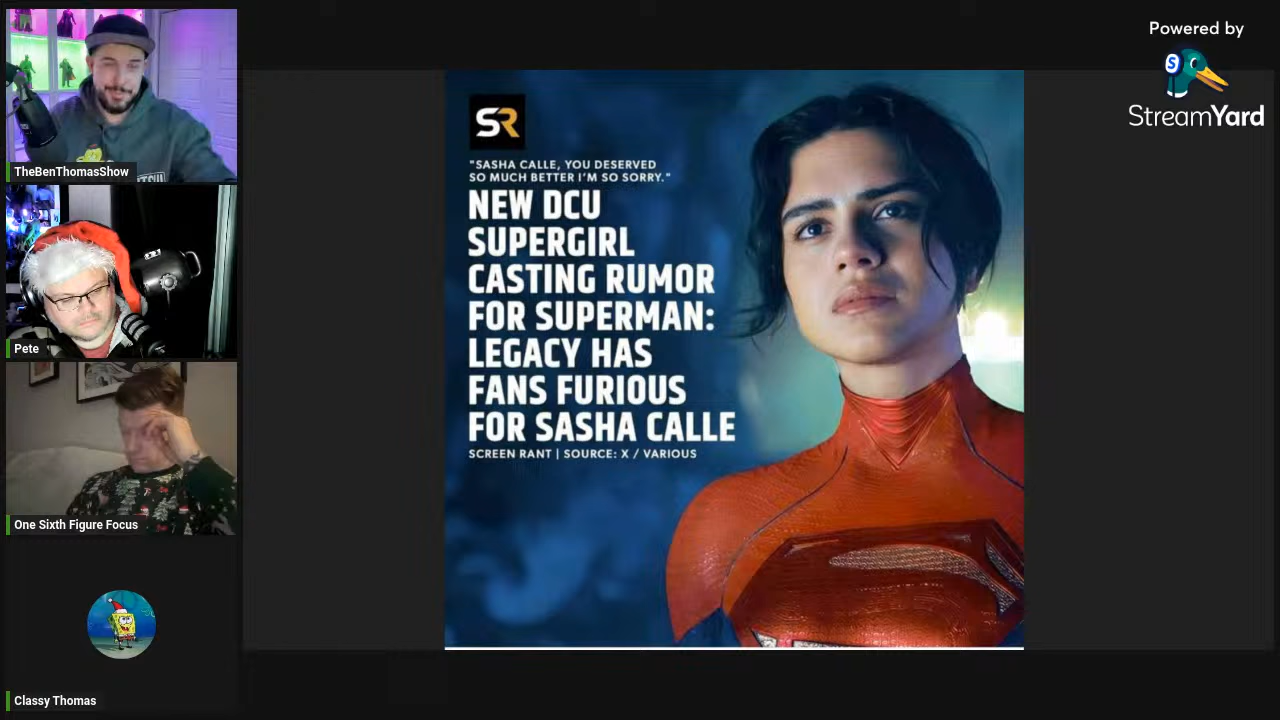 TheBenThomasShow
Pete
One Sixth Figure Focus
Classy Thomas
SR
"SASHA CALLE, YOU DESERVED
SO MUCH BETTER I'M SO SORRY."
NEW DCU
SUPERGIRL
CASTING RUMOR
FOR SUPERMAN:
LEGACY HAS
FANS FURIOUS
FOR SASHA CALLE
SCREEN RANT | SOURCE: X / VARIOUS
Powered by
S
StreamYard